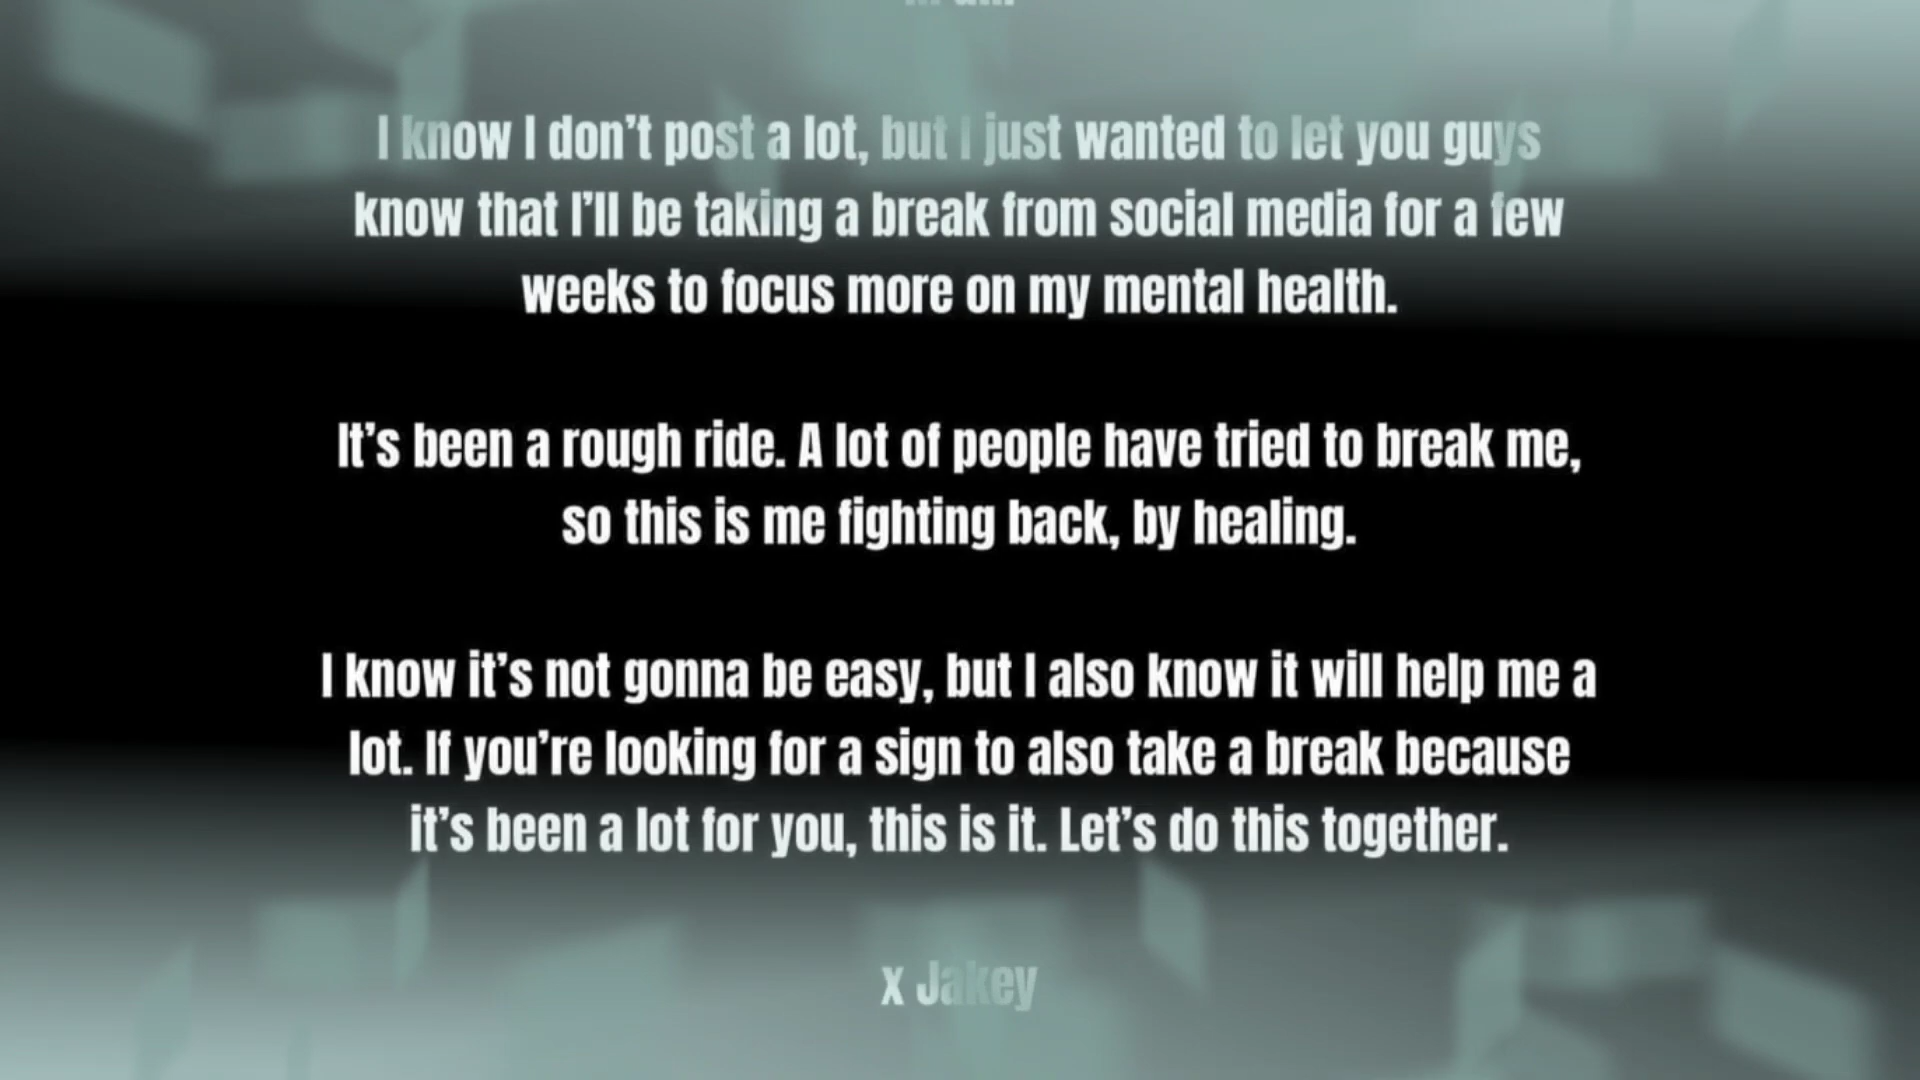 I know I don't post a lot, but I just wanted to let you guys
know that I'll be taking a break from social media for a few
weeks to focus more on my mental health.
It's been a rough ride. A lot of people have tried to break me,
so this is me fighting back, by healing.
I know it's not gonna be easy, but I also know it will help me a
lot. If you're looking for a sign to also take a break because
it's been a lot for you, this is it. Let's do this together.
x Jakey